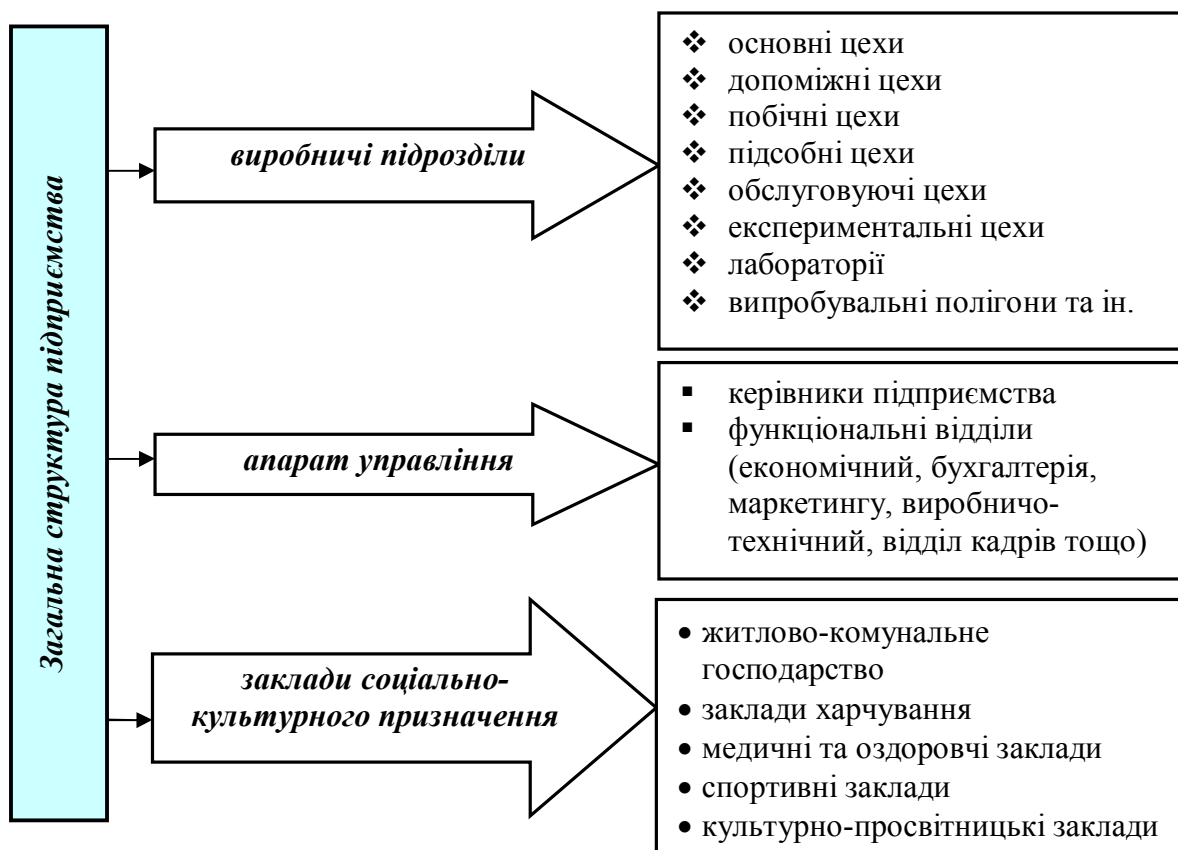 Загальна структура підприємства
виробничі підрозділи
❖ основні цехи
❖ допоміжні цехи
❖ побічні цехи
❖ підсобні цехи
❖ обслуговуючі цехи
❖ експериментальні цехи
❖ лабораторії
❖ випробувальні полігони та ін.
апарат управління
▪ керівники підприємства
▪ функціональні відділи
(економічний, бухгалтерія,
маркетингу, виробничо-
технічний, відділ кадрів тощо)
заклади соціально-
культурного призначення
• житлово-комунальне
господарство
• заклади харчування
• медичні та оздоровчі заклади
• спортивні заклади
• культурно-просвітницькі заклади